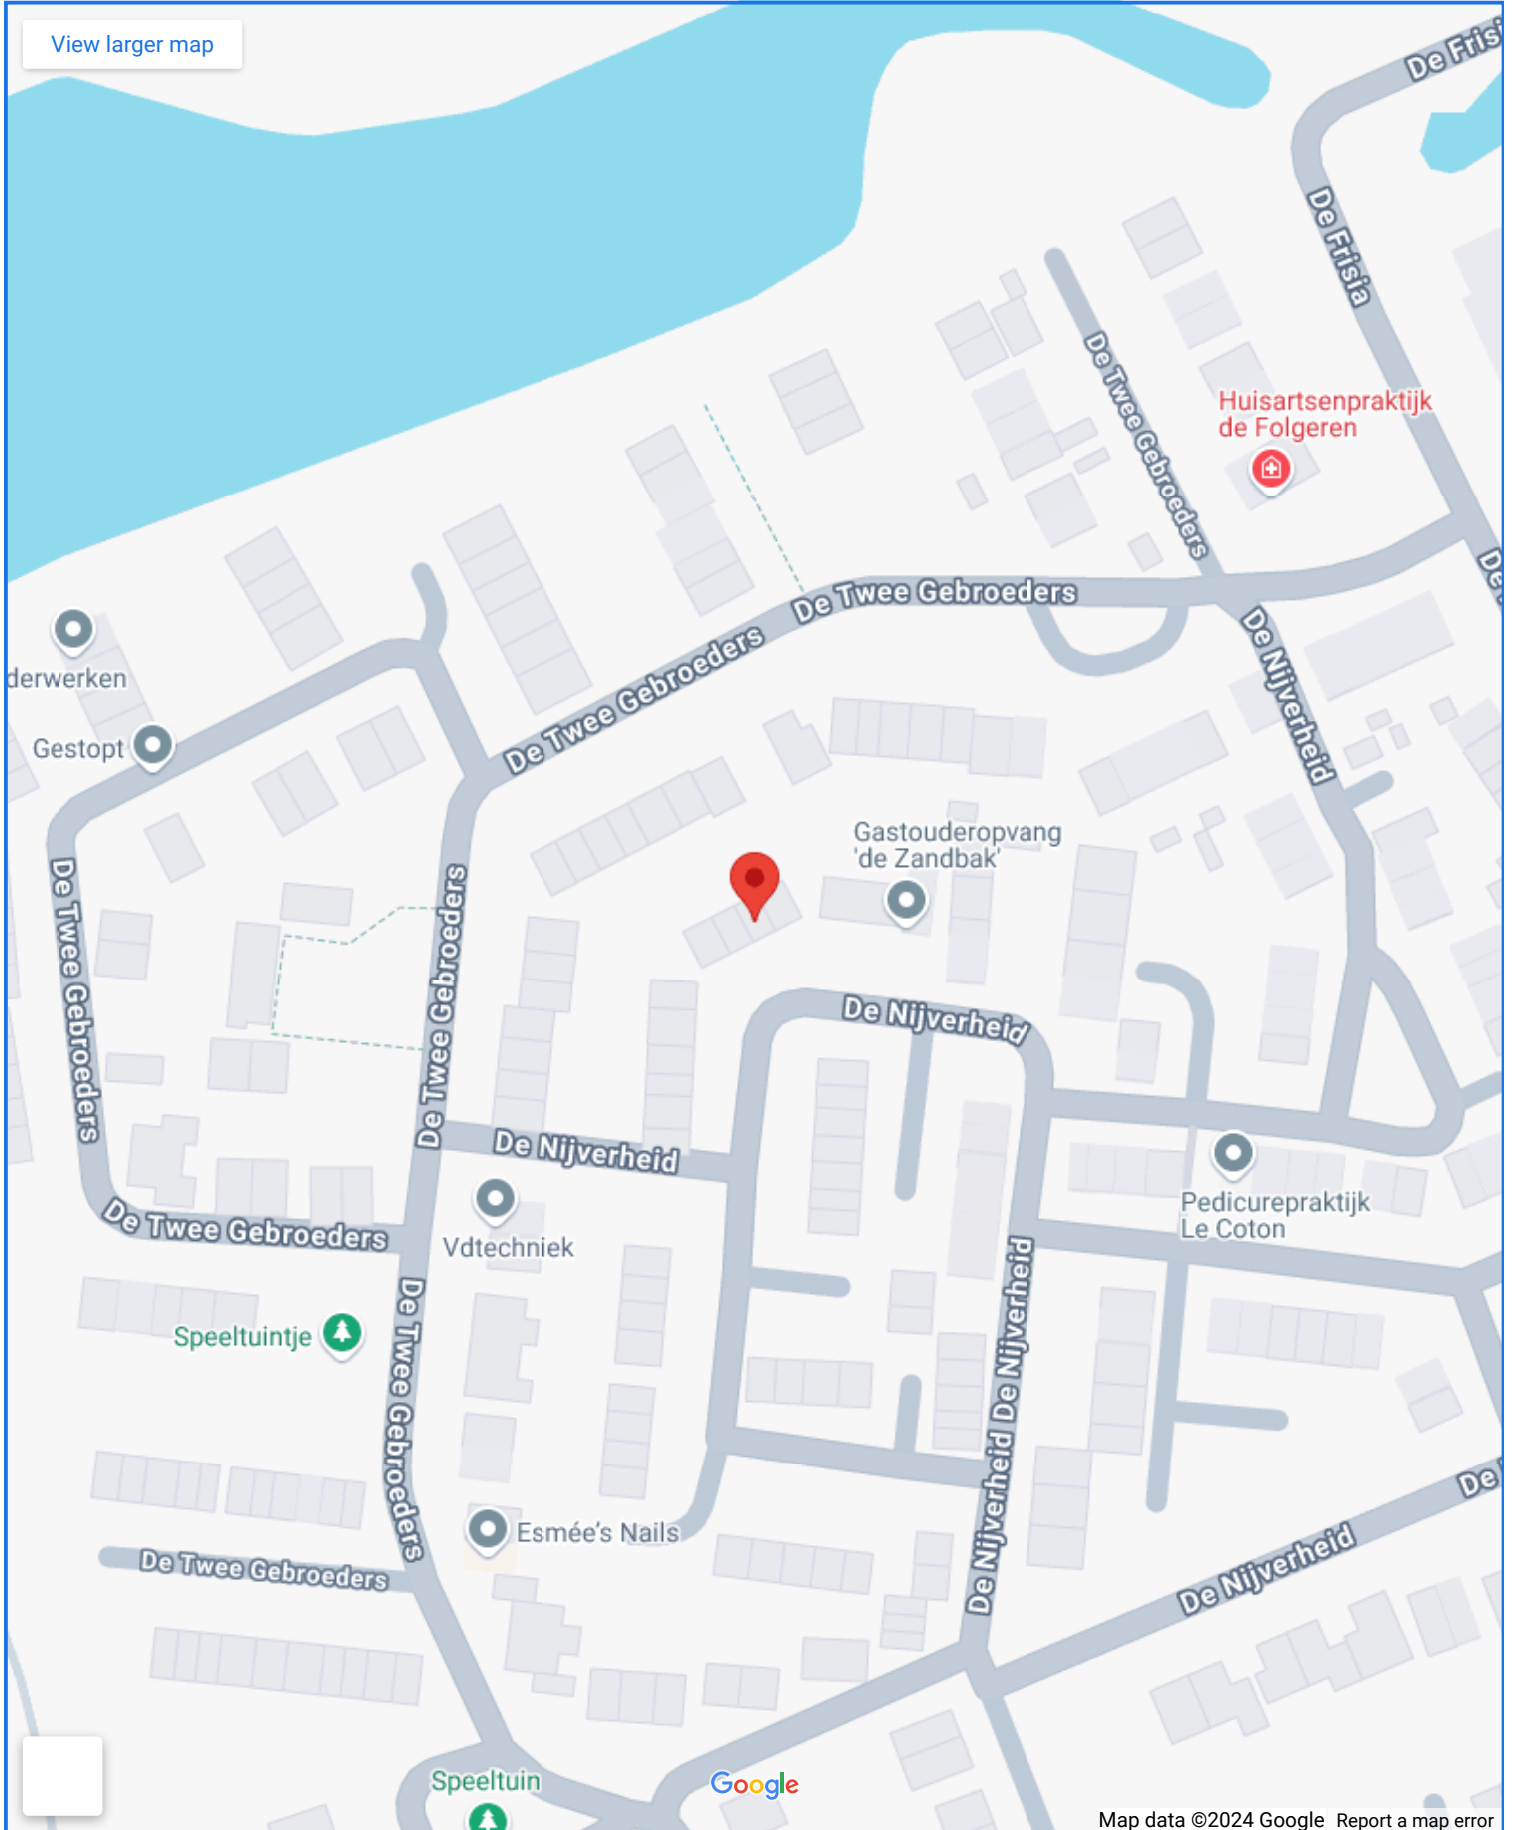 View larger map
De Frisi
De Frisia
De Twee Gebroeders
Huisartsenpraktijk
de Folgeren
De Twee Gebroeders
De
De Twee Gebroeders
De Nijverheid
derwerken
Gestopt
Gastouderopvang
'de Zandbak'
De Twee Gebroeders
De Twee Gebroeders
De Nijverheid
De Nijverheid
Pedicurepraktijk
Le Coton
De Twee Gebroeders
Vdtechniek
De Twee Gebroeders
Speeltuintje
De Nijverheid
De Nijverheid
De
Esmée's Nails
De Twee Gebroeders
De Nijverheid
Speeltuin
Google
Map data ©2024 Google Report a map error